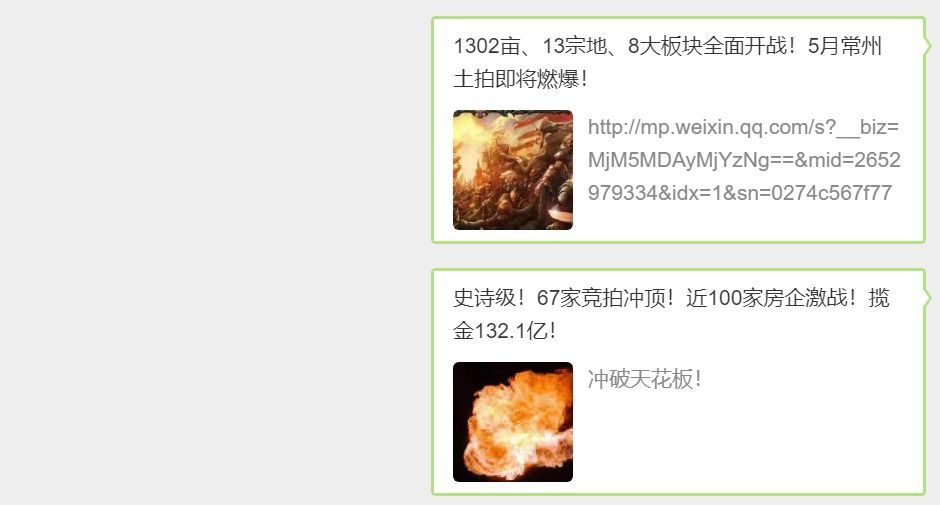 1302亩、13宗地、8大板块全面开战！5月常州
土拍即将燃爆！
http://mp.weixin.qq.com/s?__biz=
MjM5MDAyMjYzNg==&mid=2652
979334&idx=1&sn=0274c567f77
史诗级！67家竞拍冲顶！近100家房企激战！揽
金132.1亿！
冲破天花板！